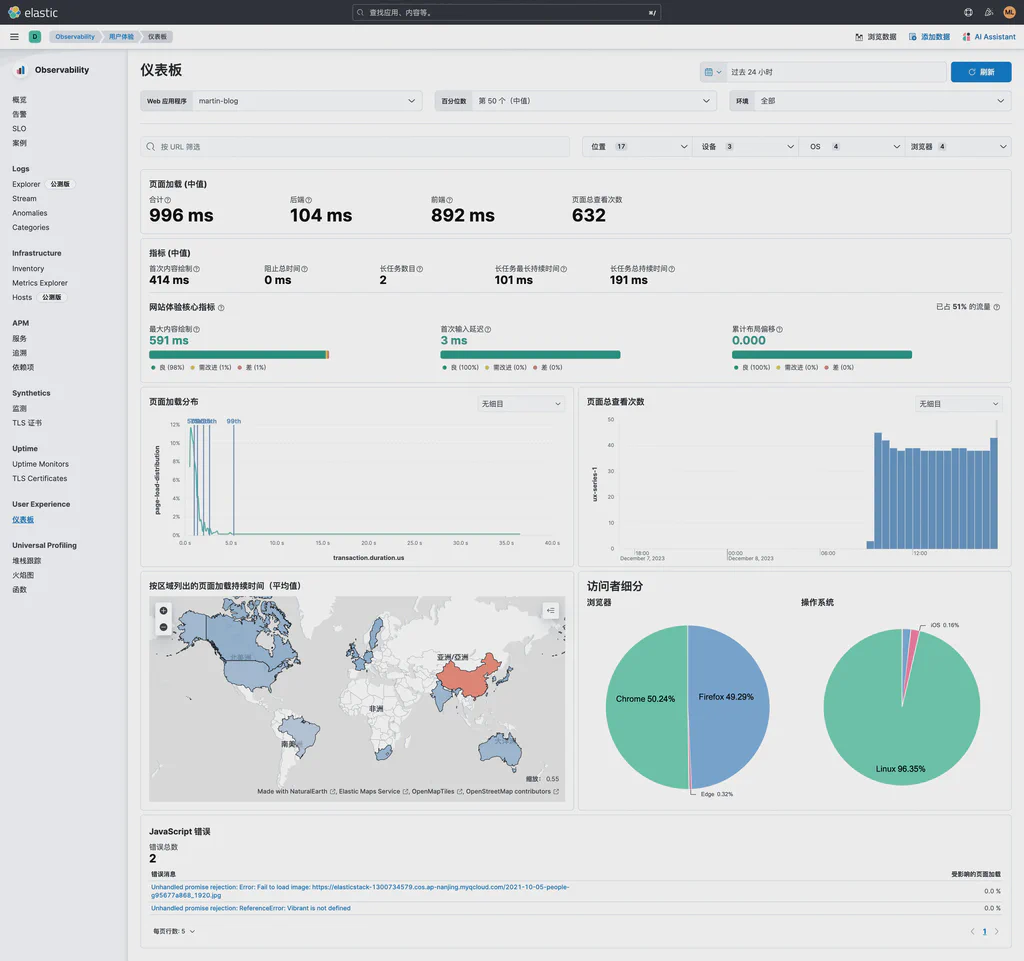 elastic
查找应用、内容等。
⌘/
ML
D
Observability
用户体验
仪表板
浏览数据
添加数据
AI Assistant
Observability
概览
告警
SLO
案例
Logs
Explorer 公测版
Stream
Anomalies
Categories
Infrastructure
Inventory
Metrics Explorer
Hosts 公测版
APM
服务
追溯
依赖项
Synthetics
监测
TLS 证书
Uptime
Uptime Monitors
TLS Certificates
User Experience
仪表板
Universal Profiling
堆栈跟踪
火焰图
函数
仪表板
过去 24 小时
刷新
Web 应用程序 martin-blog
百分位数 第 50 个（中值）
环境 全部
按 URL 筛选
位置 17
设备 3
OS 4
浏览器 4
页面加载 (中值)
合计 后端 前端 页面总查看次数
996 ms 104 ms 892 ms 632
指标 (中值)
首次内容绘制 阻止总时间 长任务数目 长任务最长持续时间 长任务总持续时间
414 ms 0 ms 2 101 ms 191 ms
网站体验核心指标
已占 51% 的流量
最大内容绘制 首次输入延迟 累计布局偏移
591 ms 3 ms 0.000
良 (98%) 需改进 (1%) 差 (1%)
良 (100%) 需改进 (0%) 差 (0%)
良 (100%) 需改进 (0%) 差 (0%)
页面加载分布
无细目
99th
12%
10%
8%
6%
4%
2%
0%
page-load-distribution
0.0 s 5.0 s 10.0 s 15.0 s 20.0 s 25.0 s 30.0 s 35.0 s 40.0 s
transaction.duration.us
页面总查看次数
无细目
50
40
30
20
10
0
ux-series-1
18:00 00:00 06:00 12:00
December 7, 2023 December 8, 2023
按区域列出的页面加载持续时间（平均值）
北美洲
亚洲/亞洲
非洲
南美洲
大洋洲
缩放： 0.55
Made with NaturalEarth , Elastic Maps Service , OpenMapTiles , OpenStreetMap contributors
访问者细分
浏览器
Chrome 50.24%
Firefox 49.29%
Edge 0.32%
操作系统
iOS 0.16%
Linux 96.35%
JavaScript 错误
错误总数
2
错误消息 受影响的页面加载
Unhandled promise rejection: Error: Fail to load image: https://elasticstack-1300734579.cos.ap-nanjing.myqcloud.com/2021-10-05-people-
g95677a868_1920.jpg
0.0 %
Unhandled promise rejection: ReferenceError: Vibrant is not defined 0.0 %
每页行数: 5
1